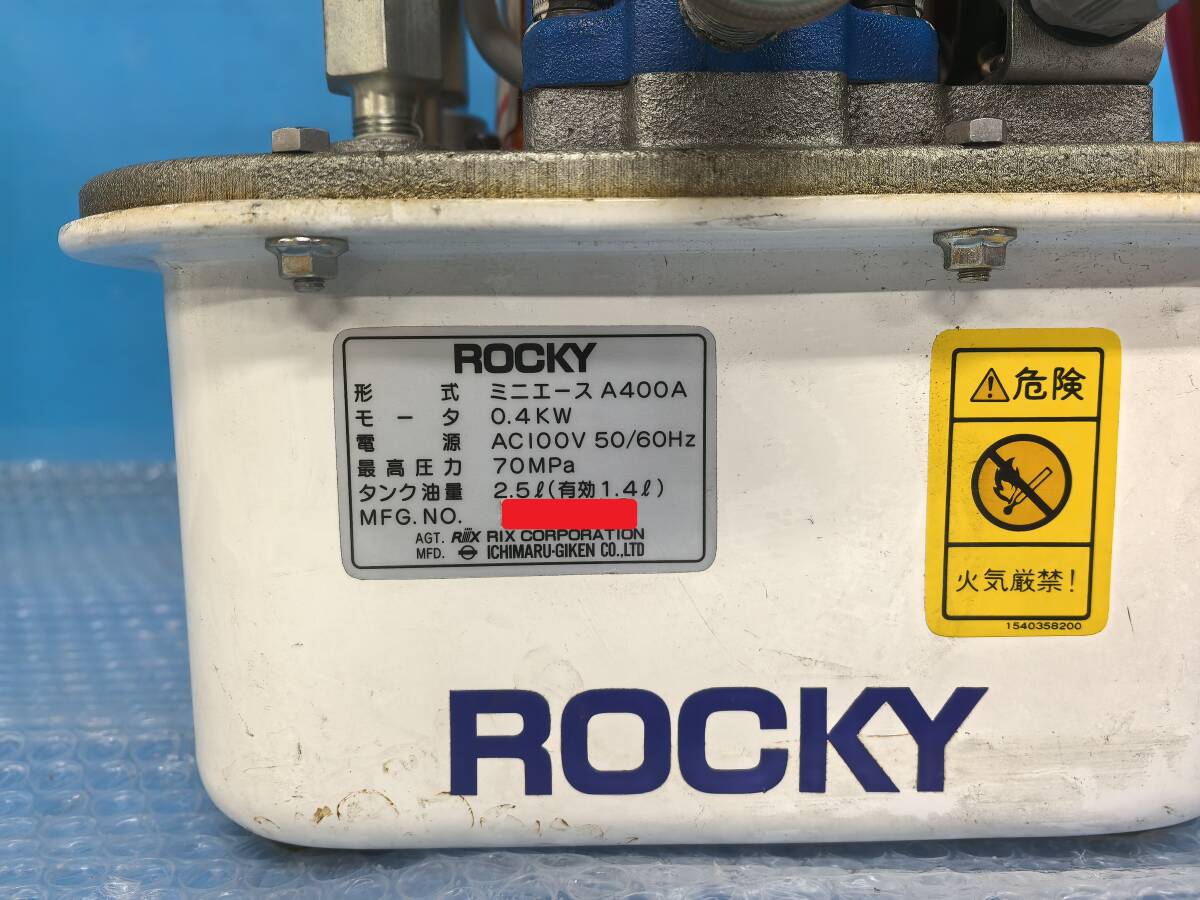 ROCKY
形式 ミニエース A400A
モータ 0.4KW
電源 AC100V 50/60Hz
最高圧力 70MPa
タンク油量 2.5ℓ(有効1.4ℓ)
MFG.NO.
AGT. RIX RIX CORPORATION
MFD. ICHIMARU-GIKEN CO.,LTD
危険
火気厳禁!
1540358200
ROCKY